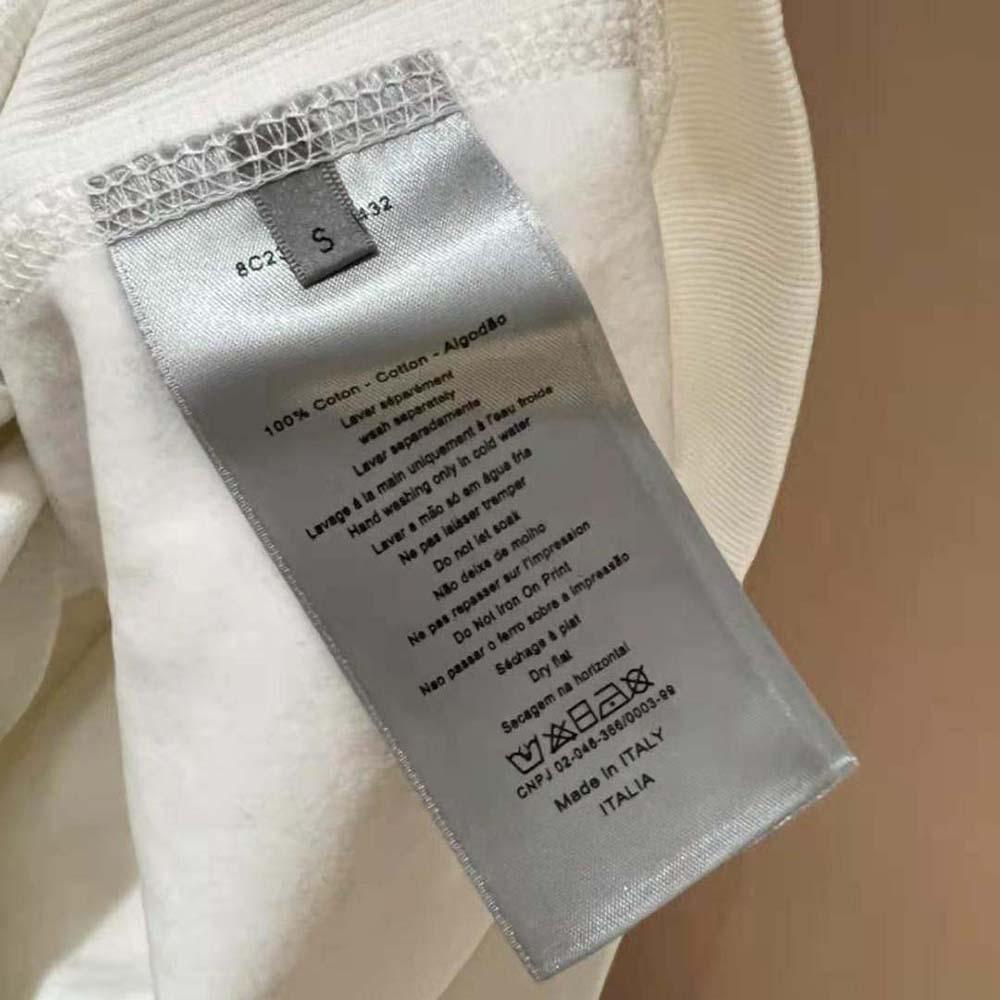 8C23
432
S
100% Coton - Cotton - Algodão
Laver séparément
wash separately
Lavar separadamente
Lavage à la main uniquement à l'eau froide
Hand washing only in cold water
Lavar a mão só em água fria
Ne pas laisser tremper
Do not let soak
Não deixe de molho
Ne pas repasser sur l'impression
Do Not Iron On Print
Nao passar o ferro sobre a impressão
Séchage à plat
Dry flat
Secagem na horizontal
CNPJ 02-046-366/0003-99
Made in ITALY
ITALIA